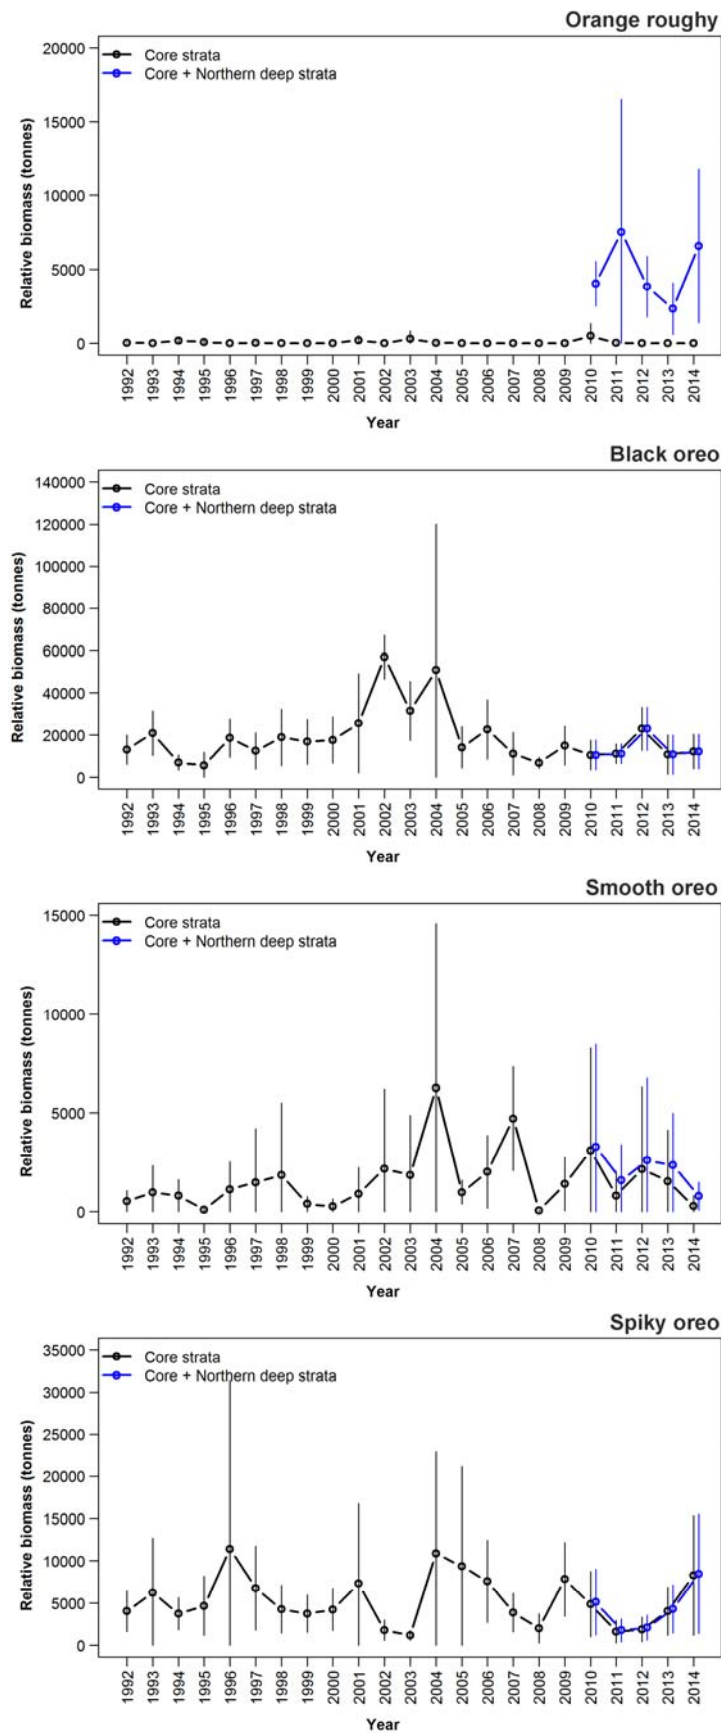 Orange roughy
20000
15000
10000
5000
0
Core strata
Core + Northern deep strata
Relative biomass (tonnes)
1992 1993 1994 1995 1996 1997 1998 1999 2000 2001 2002 2003 2004 2005 2006 2007 2008 2009 2010 2011 2012 2013 2014
Year
Black oreo
140000
120000
100000
80000
60000
40000
20000
0
Core strata
Core + Northern deep strata
Relative biomass (tonnes)
1992 1993 1994 1995 1996 1997 1998 1999 2000 2001 2002 2003 2004 2005 2006 2007 2008 2009 2010 2011 2012 2013 2014
Year
Smooth oreo
15000
10000
5000
0
Core strata
Core + Northern deep strata
Relative biomass (tonnes)
1992 1993 1994 1995 1996 1997 1998 1999 2000 2001 2002 2003 2004 2005 2006 2007 2008 2009 2010 2011 2012 2013 2014
Year
Spiky oreo
35000
30000
25000
20000
15000
10000
5000
0
Core strata
Core + Northern deep strata
Relative biomass (tonnes)
1992 1993 1994 1995 1996 1997 1998 1999 2000 2001 2002 2003 2004 2005 2006 2007 2008 2009 2010 2011 2012 2013 2014
Year